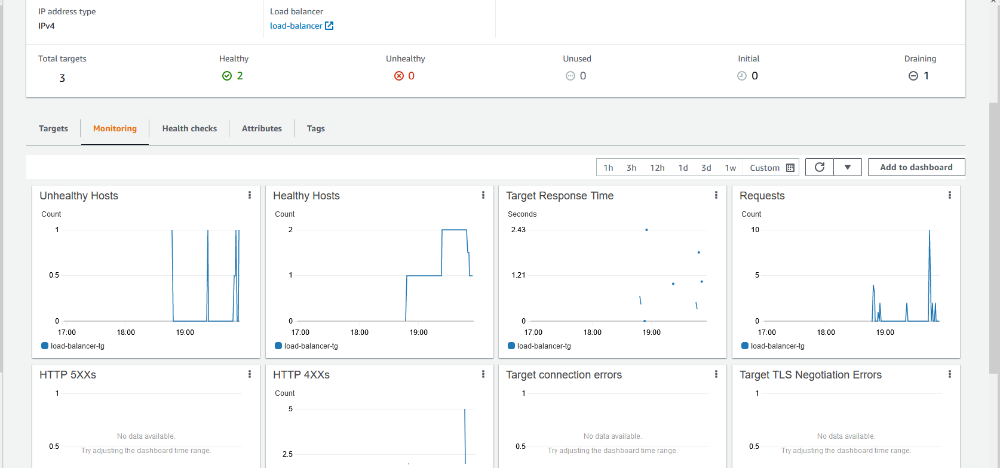 IP address type
IPv4
Load balancer
load-balancer
Total targets
3
Healthy
2
Unhealthy
0
Unused
0
Initial
0
Draining
1
Targets
Monitoring
Health checks
Attributes
Tags
1h 3h 12h 1d 3d 1w Custom
Add to dashboard
Unhealthy Hosts
Count
1
0.5
0
17:00 18:00 19:00
load-balancer-tg
Healthy Hosts
Count
2
1
0
17:00 18:00 19:00
load-balancer-tg
Target Response Time
Seconds
2.43
1.21
0
17:00 18:00 19:00
load-balancer-tg
Requests
Count
10
5
0
17:00 18:00 19:00
load-balancer-tg
HTTP 5XXs
1
No data available.
0.5
Try adjusting the dashboard time range.
HTTP 4XXs
Count
5
2.5
Target connection errors
1
No data available.
0.5
Try adjusting the dashboard time range.
Target TLS Negotiation Errors
1
No data available.
0.5
Try adjusting the dashboard time range.